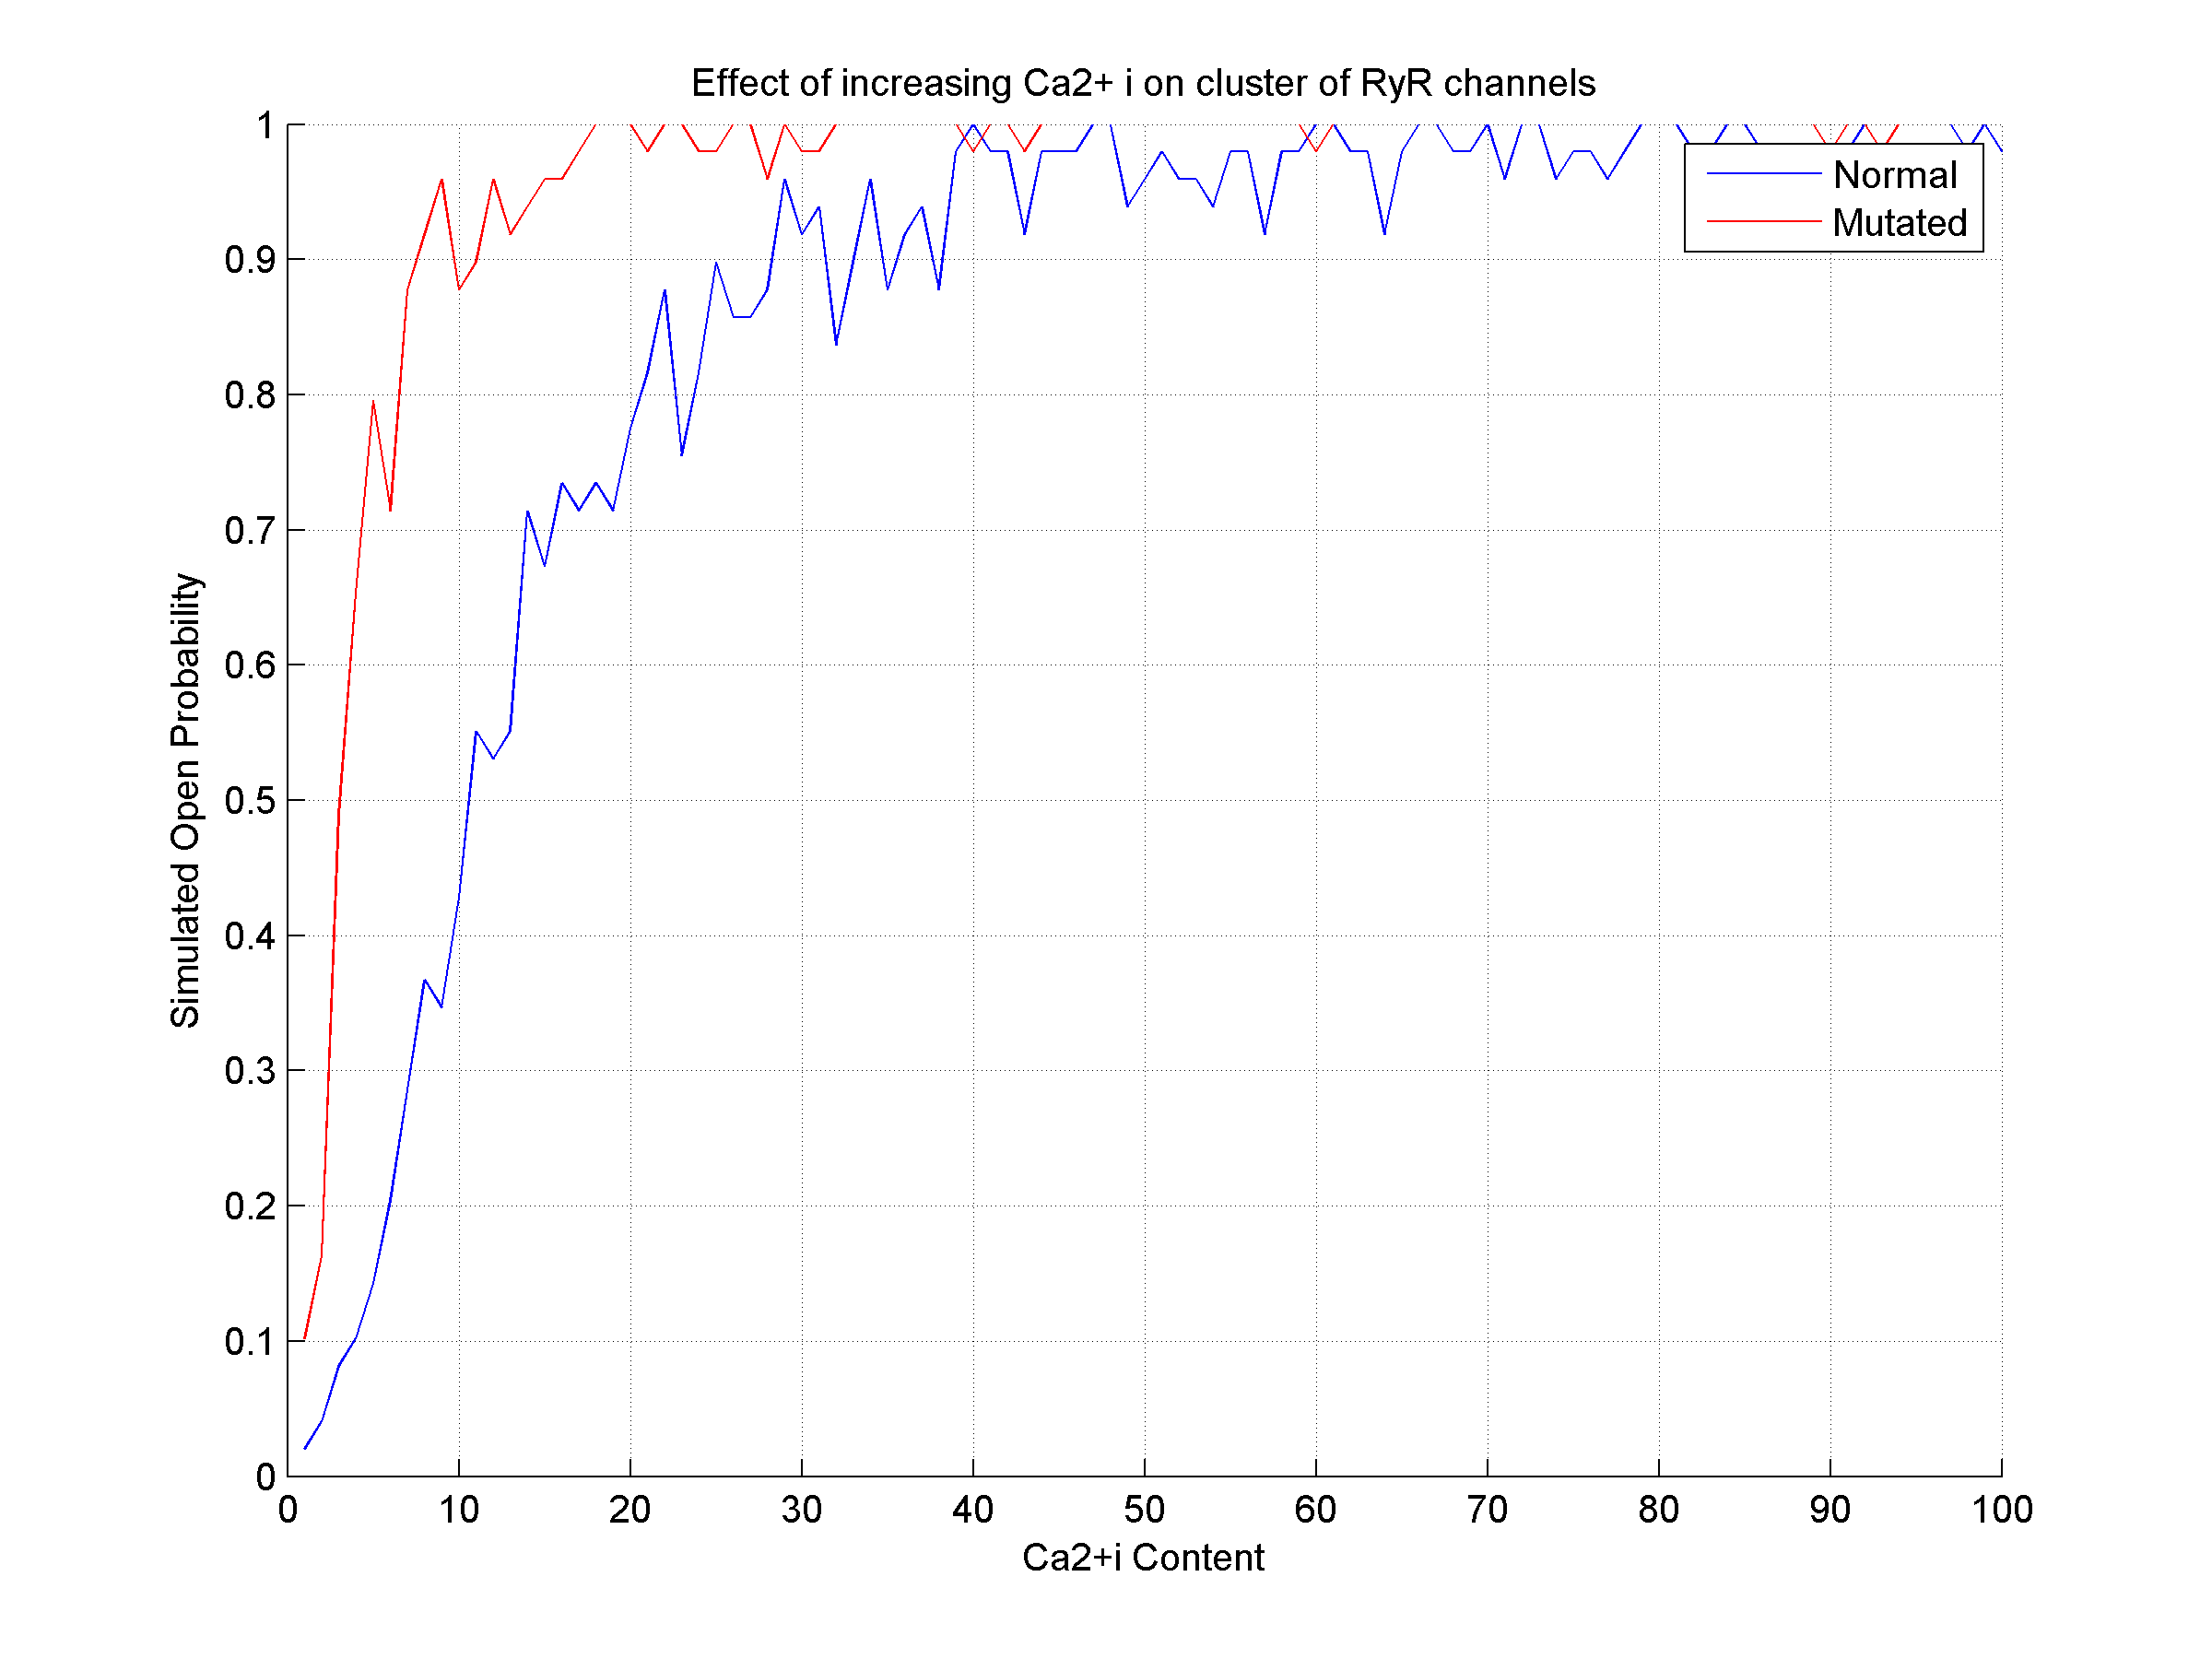 Effect of increasing Ca2+ i on cluster of RyR channels
1
0.9
0.8
0.7
0.6
0.5
0.4
0.3
0.2
0.1
0
Simulated Open Probability
Normal
Mutated
0 10 20 30 40 50 60 70 80 90 100
Ca2+i Content